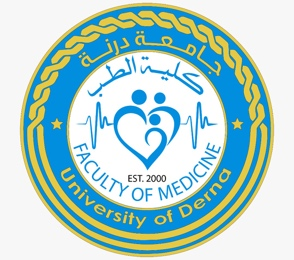 جامعة درنة
كلية الطب
EST. 2000
FACULTY OF MEDICINE
University of Derna